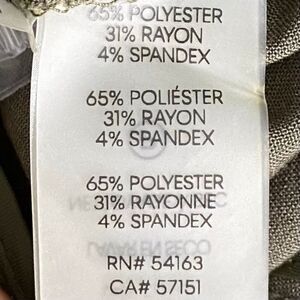 65% POLYESTER
31% RAYON
4% SPANDEX
65% POLIÉSTER
31% RAYON
4% SPANDEX
65% POLYESTER
31% RAYONNE
4% SPANDEX
RN# 54163
CA# 57151